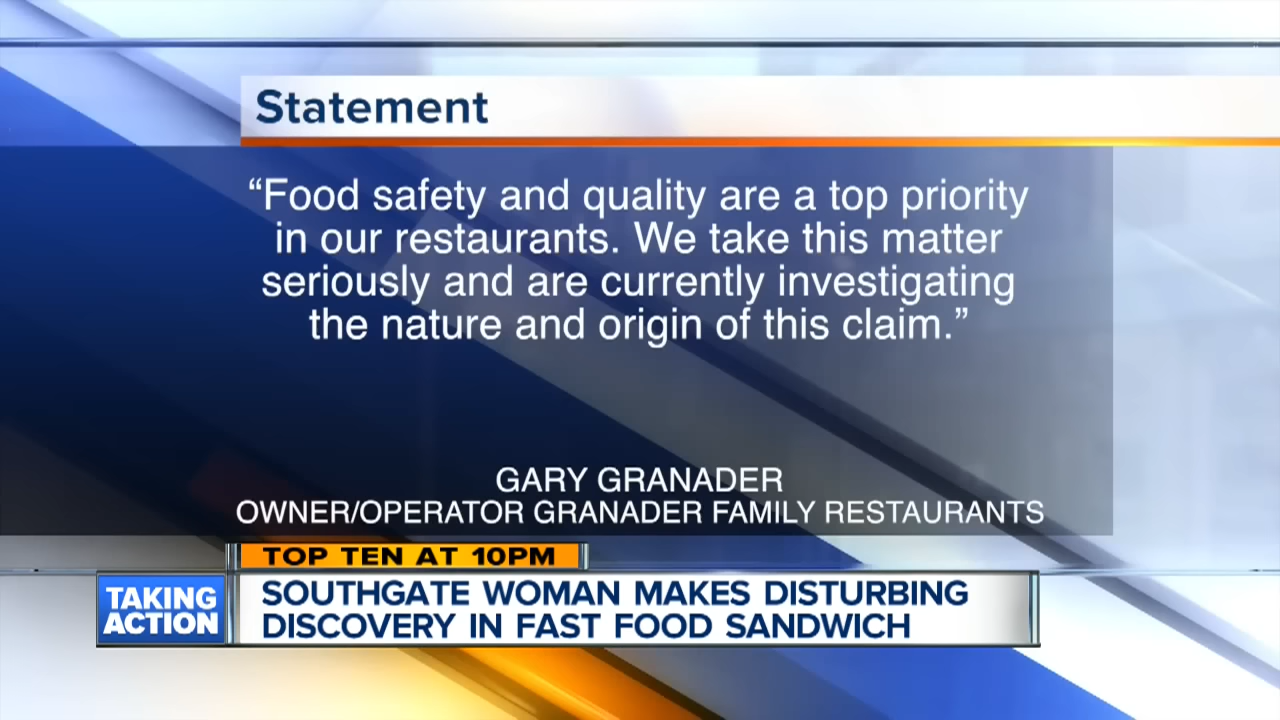 Statement
“Food safety and quality are a top priority
in our restaurants. We take this matter
seriously and are currently investigating
the nature and origin of this claim.”
GARY GRANADER
OWNER/OPERATOR GRANADER FAMILY RESTAURANTS
TOP TEN AT 10PM
TAKING
ACTION
SOUTHGATE WOMAN MAKES DISTURBING
DISCOVERY IN FAST FOOD SANDWICH